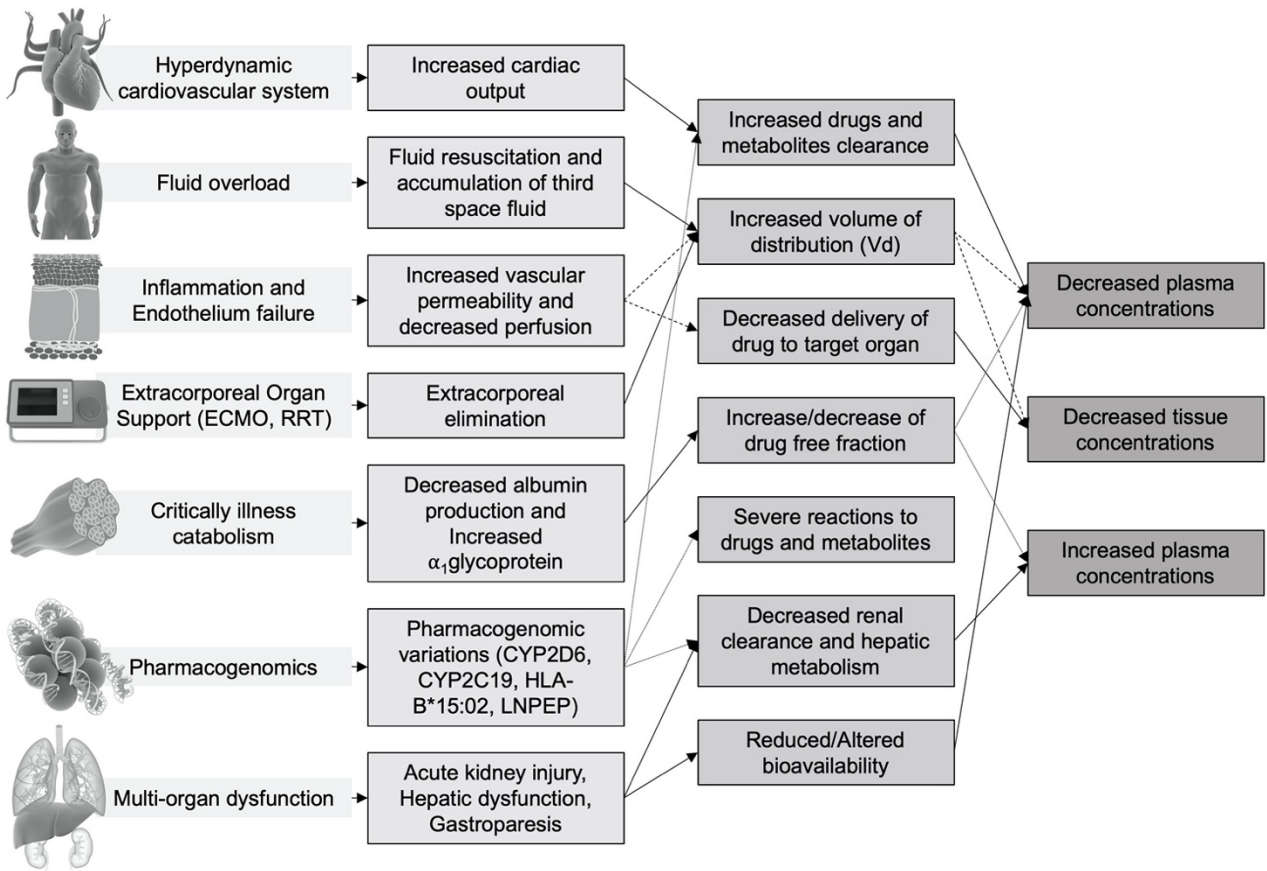 Hyperdynamic
cardiovascular system
Increased cardiac
output
Fluid overload
Fluid resuscitation and
accumulation of third
space fluid
Inflammation and
Endothelium failure
Increased vascular
permeability and
decreased perfusion
Extracorporeal Organ
Support (ECMO, RRT)
Extracorporeal
elimination
Critically illness
catabolism
Decreased albumin
production and
Increased
α₁glycoprotein
Pharmacogenomics
Pharmacogenomic
variations (CYP2D6,
CYP2C19, HLA-
B*15:02, LNPEP)
Multi-organ dysfunction
Acute kidney injury,
Hepatic dysfunction,
Gastroparesis
Increased drugs and
metabolites clearance
Increased volume of
distribution (Vd)
Decreased delivery of
drug to target organ
Increase/decrease of
drug free fraction
Severe reactions to
drugs and metabolites
Decreased renal
clearance and hepatic
metabolism
Reduced/Altered
bioavailability
Decreased plasma
concentrations
Decreased tissue
concentrations
Increased plasma
concentrations